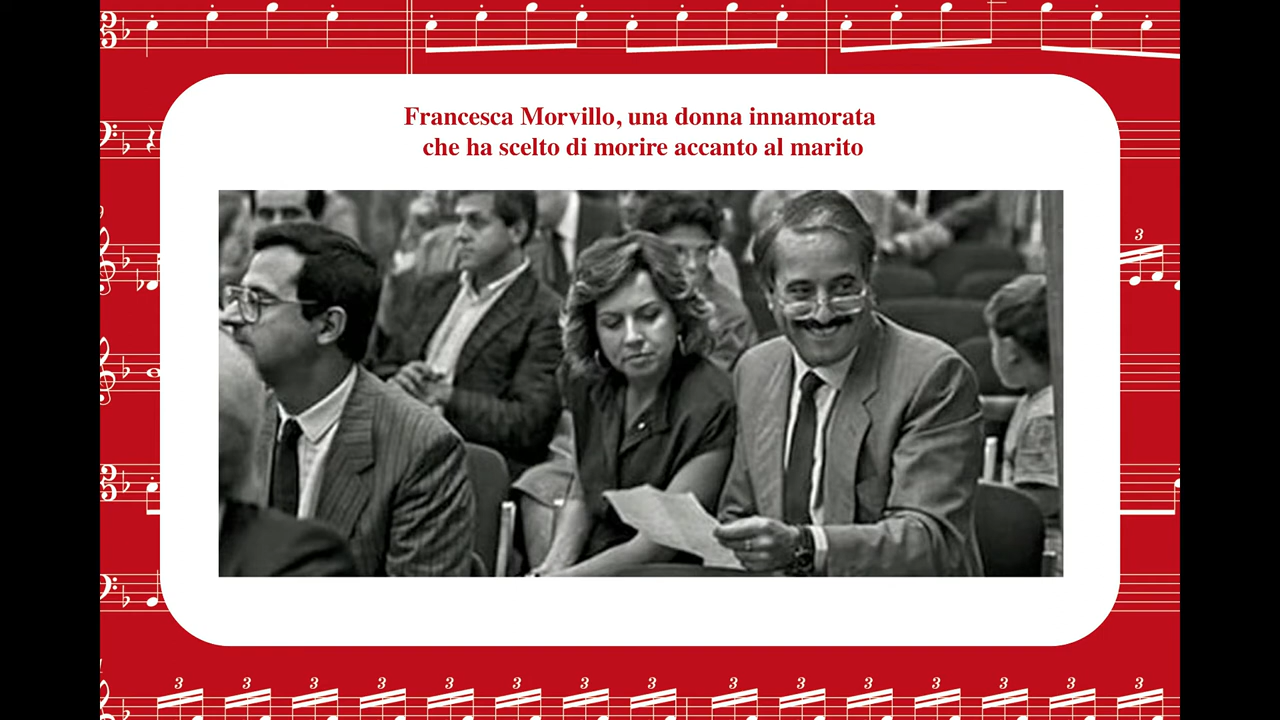 Francesca Morvillo, una donna innamorata
che ha scelto di morire accanto al marito